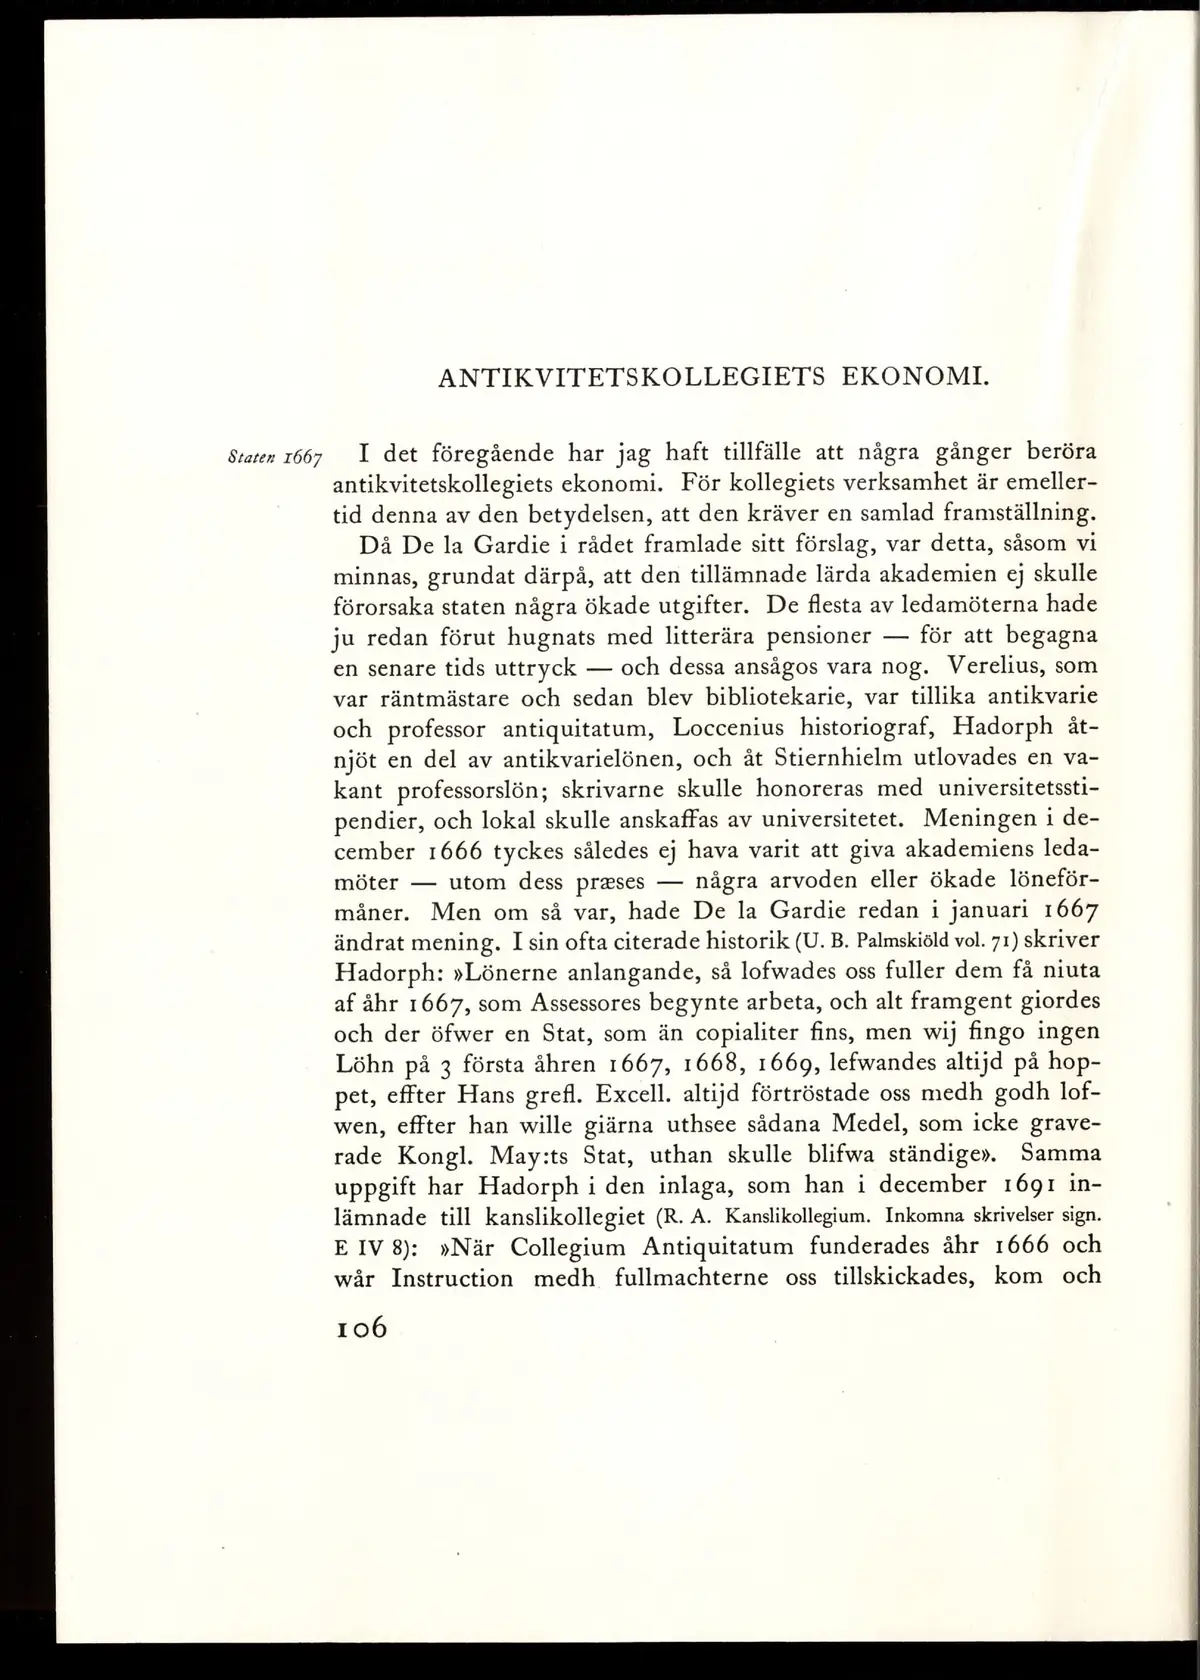 ANTIKVITETSKOLLEGIETS EKONOMI.
Staten 1667
I det föregående har jag haft tillfälle att några gånger beröra
antikvitetskollegiets ekonomi. För kollegiets verksamhet är emeller-
tid denna av den betydelsen, att den kräver en samlad framställning.
Då De la Gardie i rådet framlade sitt förslag, var detta, såsom vi
minnas, grundat därpå, att den tillämnade lärda akademien ej skulle
förorsaka staten några ökade utgifter. De flesta av ledamöterna hade
ju redan förut hugnats med litterära pensioner — för att begagna
en senare tids uttryck — och dessa ansågos vara nog. Verelius, som
var räntmästare och sedan blev bibliotekarie, var tillika antikvarie
och professor antiquitatum, Loccenius historiograf, Hadorph åt-
njöt en del av antikvarielönen, och åt Stiernhielm utlovades en va-
kant professorslön; skrivarne skulle honoreras med universitetssti-
pendier, och lokal skulle anskaffas av universitetet. Meningen i de-
cember 1666 tyckes således ej hava varit att giva akademiens leda-
möter — utom dess præses — några arvoden eller ökade löneför-
måner. Men om så var, hade De la Gardie redan i januari 1667
ändrat mening. I sin ofta citerade historik (U. B. Palmskiöld vol. 71) skriver
Hadorph: »Lönerne anlangande, så lofwades oss fuller dem få niuta
af åhr 1667, som Assessores begynte arbeta, och alt framgent giordes
och der öfwer en Stat, som än copialiter fins, men wij fingo ingen
Löhn på 3 första åhren 1667, 1668, 1669, lefwandes altijd på hop-
pet, effter Hans grefl. Excell. altijd förtröstade oss medh godh lof-
wen, effter han wille giärna uthsee sådana Medel, som icke grave-
rade Kongl. May:ts Stat, uthan skulle blifwa ständige». Samma
uppgift har Hadorph i den inlaga, som han i december 1691 in-
lämnade till kanslikollegiet (R. A. Kanslikollegium. Inkomna skrivelser sign.
E IV 8): »När Collegium Antiquitatum funderades åhr 1666 och
wår Instruction medh fullmachterne oss tillskickades, kom och
106